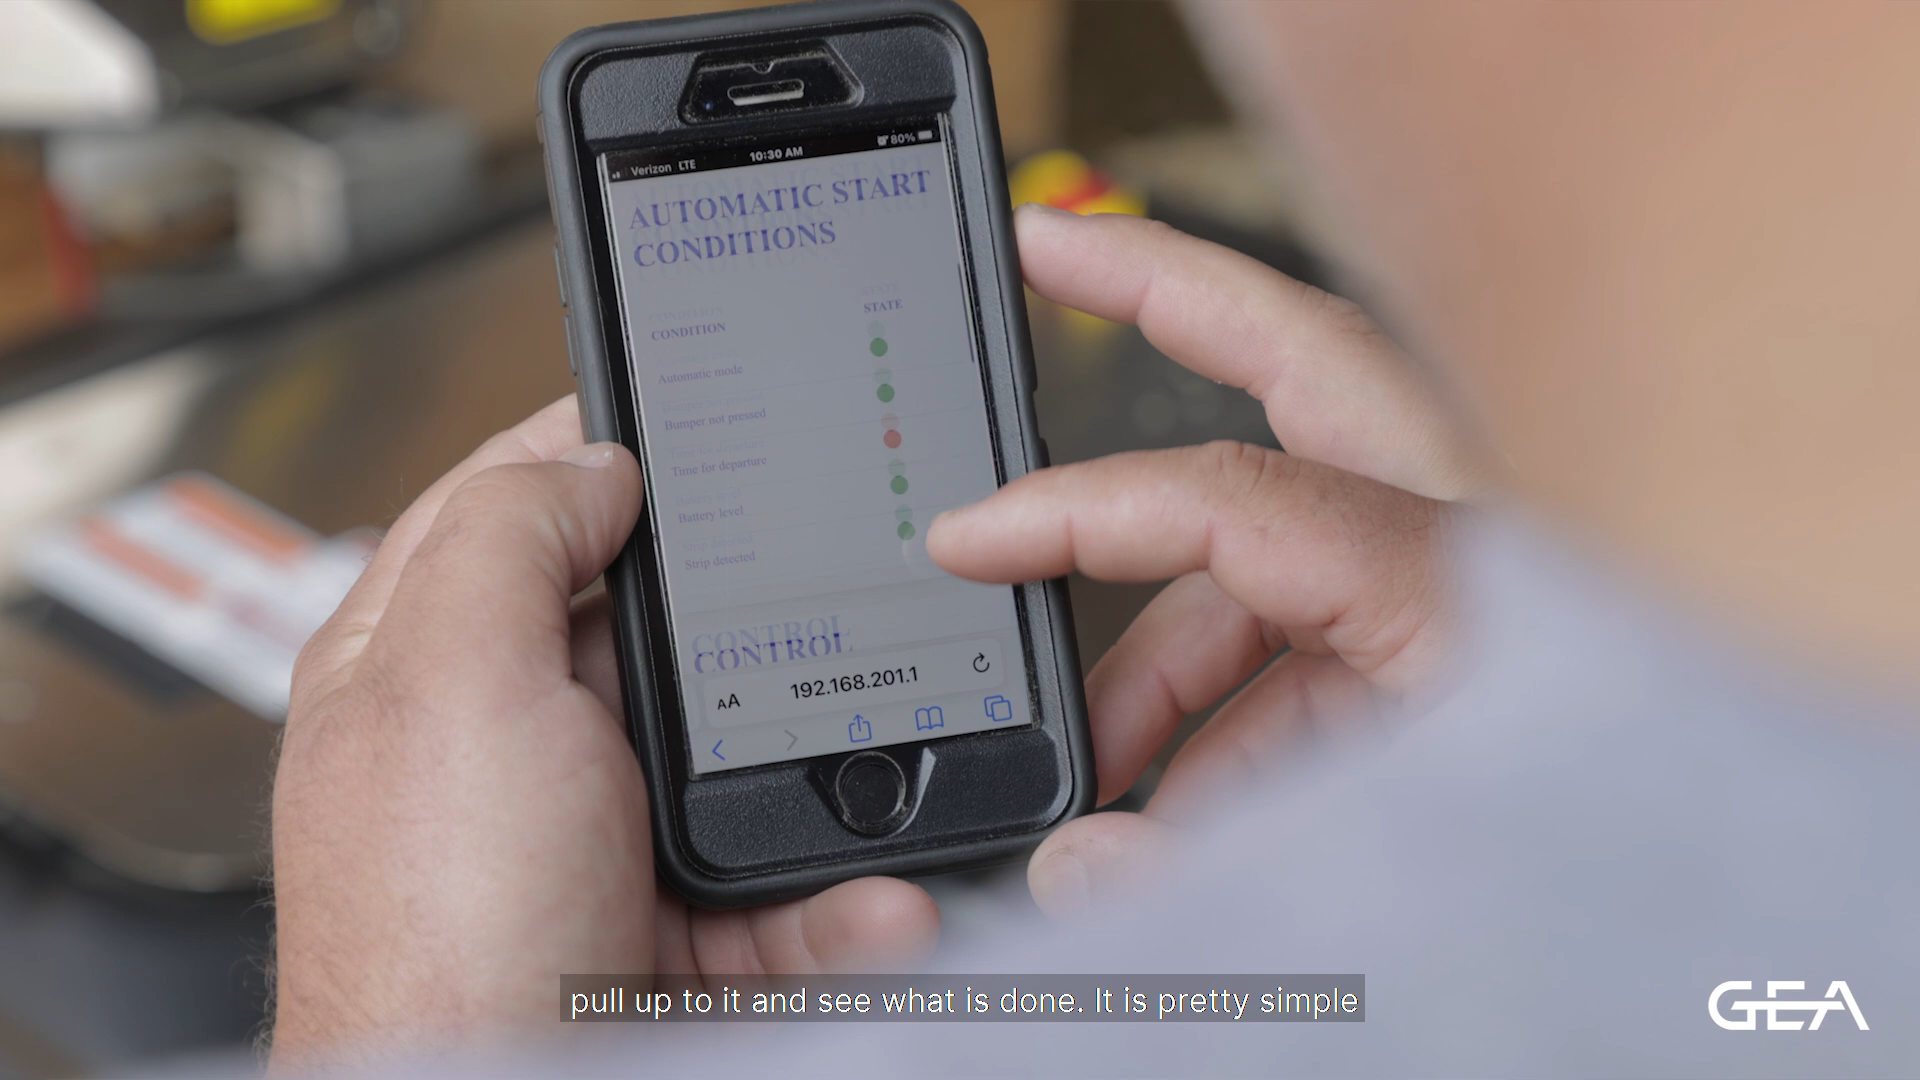 Verizon LTE
10:30 AM
80%
AUTOMATIC START
CONDITIONS
CONDITION
STATE
Automatic mode
Bumper not pressed
Time for departure
Battery level
Strip detected
CONTROL
AA
192.168.201.1
pull up to it and see what is done. It is pretty simple
GEA